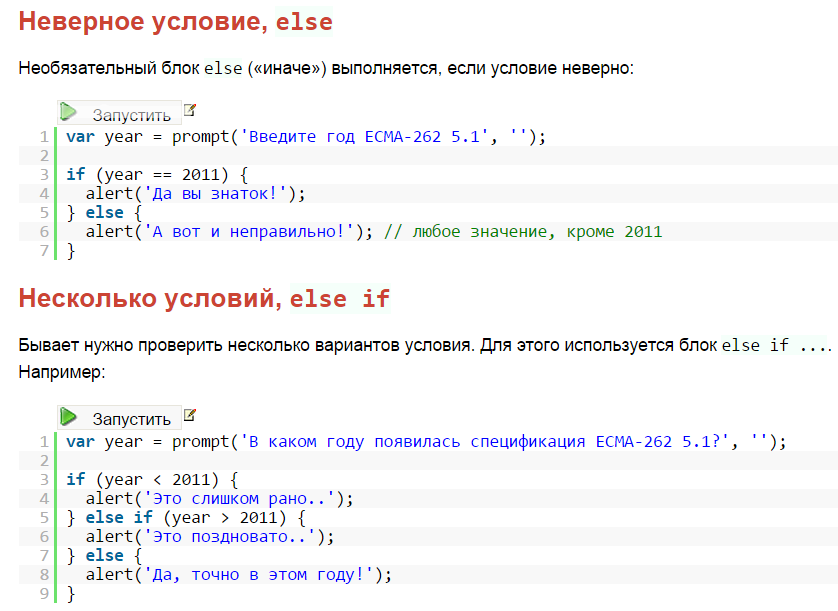 Неверное условие, else
Необязательный блок else («иначе») выполняется, если условие неверно:
Запустить
1 var year = prompt('Введите год ECMA-262 5.1', '');
2
3 if (year == 2011) {
4   alert('Да вы знаток!');
5 } else {
6   alert('А вот и неправильно!'); // любое значение, кроме 2011
7 }
Несколько условий, else if
Бывает нужно проверить несколько вариантов условия. Для этого используется блок else if ....
Например:
Запустить
1 var year = prompt('В каком году появилась спецификация ECMA-262 5.1?', '');
2
3 if (year < 2011) {
4   alert('Это слишком рано..');
5 } else if (year > 2011) {
6   alert('Это поздновато..');
7 } else {
8   alert('Да, точно в этом году!');
9 }